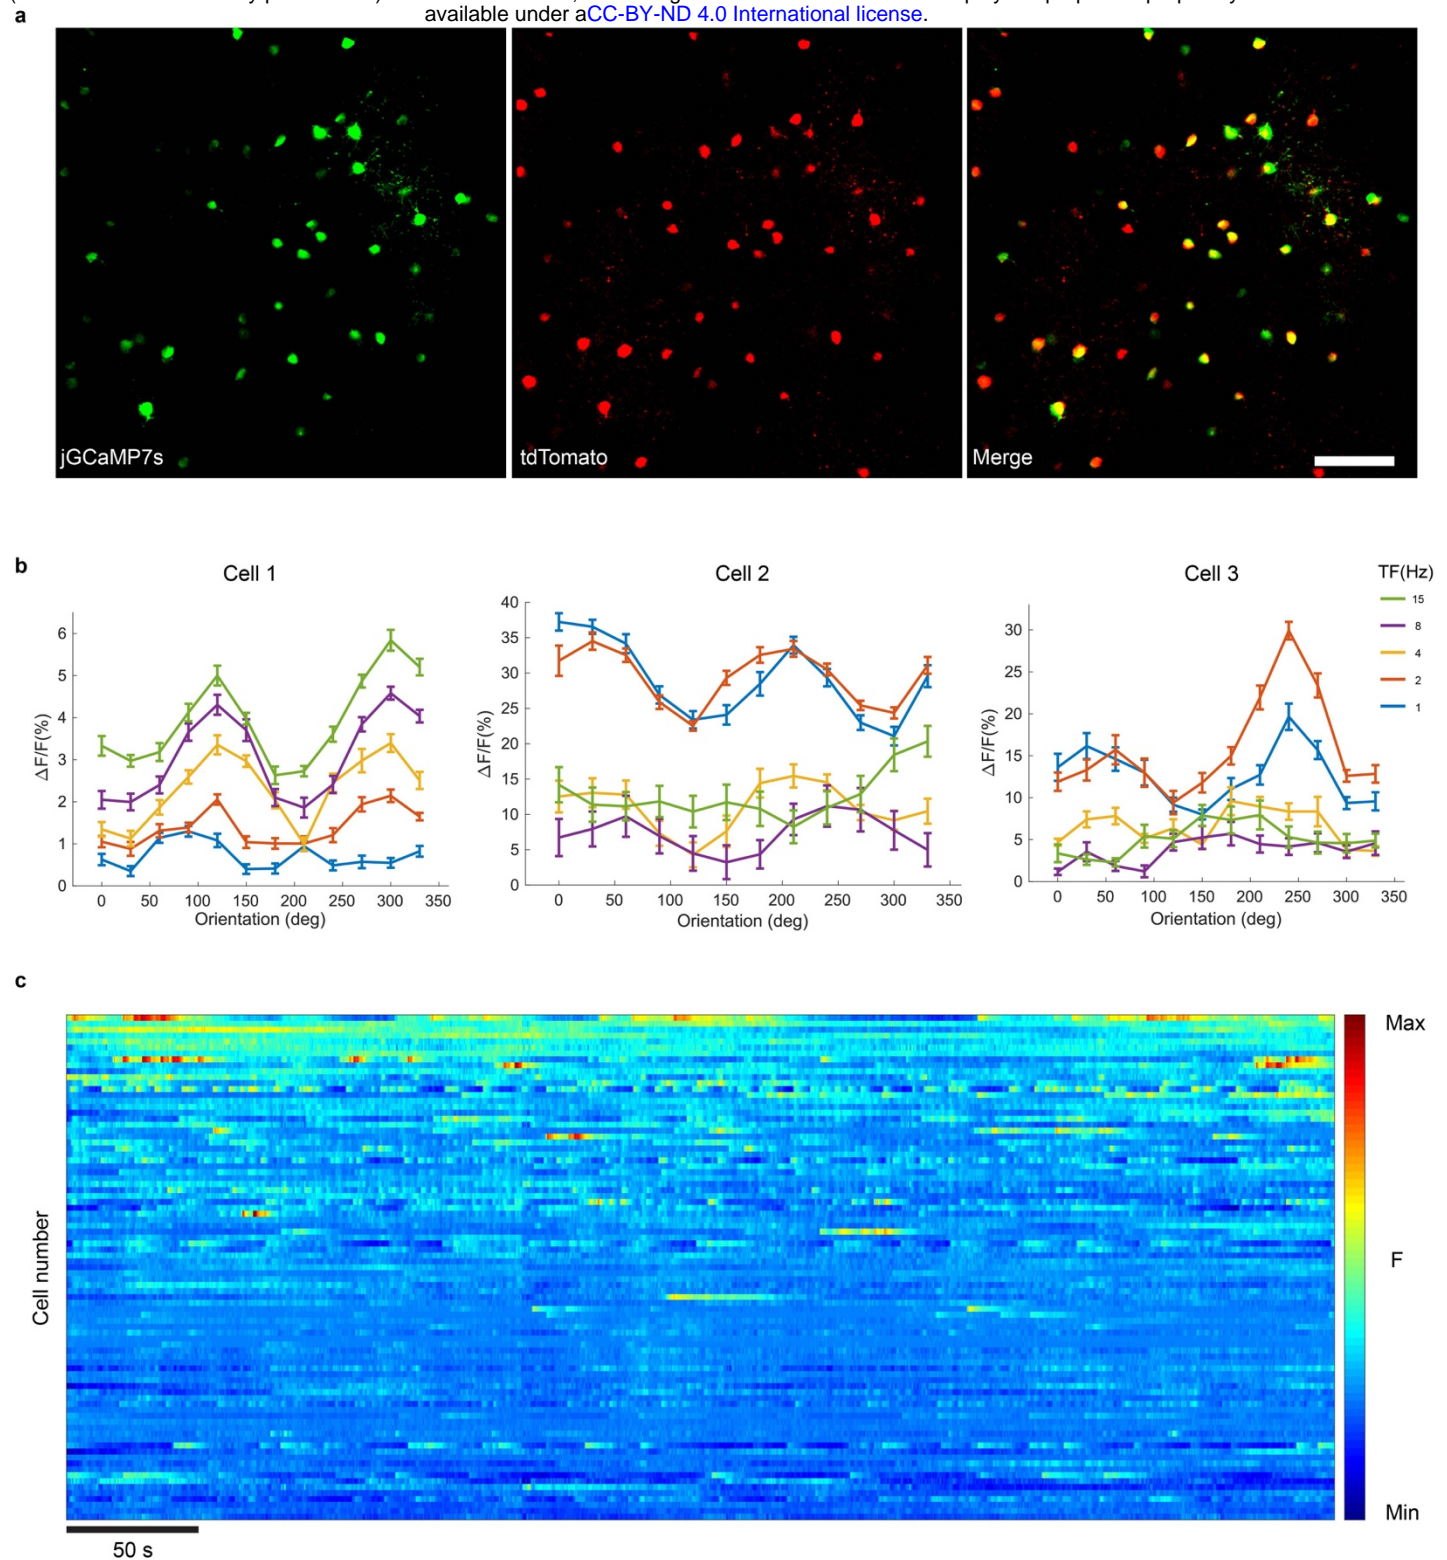 available under aCC-BY-ND 4.0 International license.
a
jGCaMP7s
tdTomato
Merge
b
Cell 1
Cell 2
Cell 3
TF(Hz)
15
8
4
2
1
ΔF/F(%)
6
5
4
3
2
1
0
0 50 100 150 200 250 300 350
Orientation (deg)
ΔF/F(%)
40
35
30
25
20
15
10
5
0
0 50 100 150 200 250 300 350
Orientation (deg)
ΔF/F(%)
30
25
20
15
10
5
0
0 50 100 150 200 250 300 350
Orientation (deg)
c
Cell number
Max
F
Min
50 s